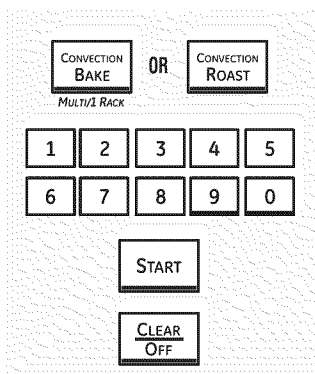 CONVECTION
BAKE
OR
CONVECTION
ROAST
MULTI/1 RACK
1 2 3 4 5
6 7 8 9 0
START
CLEAR
OFF